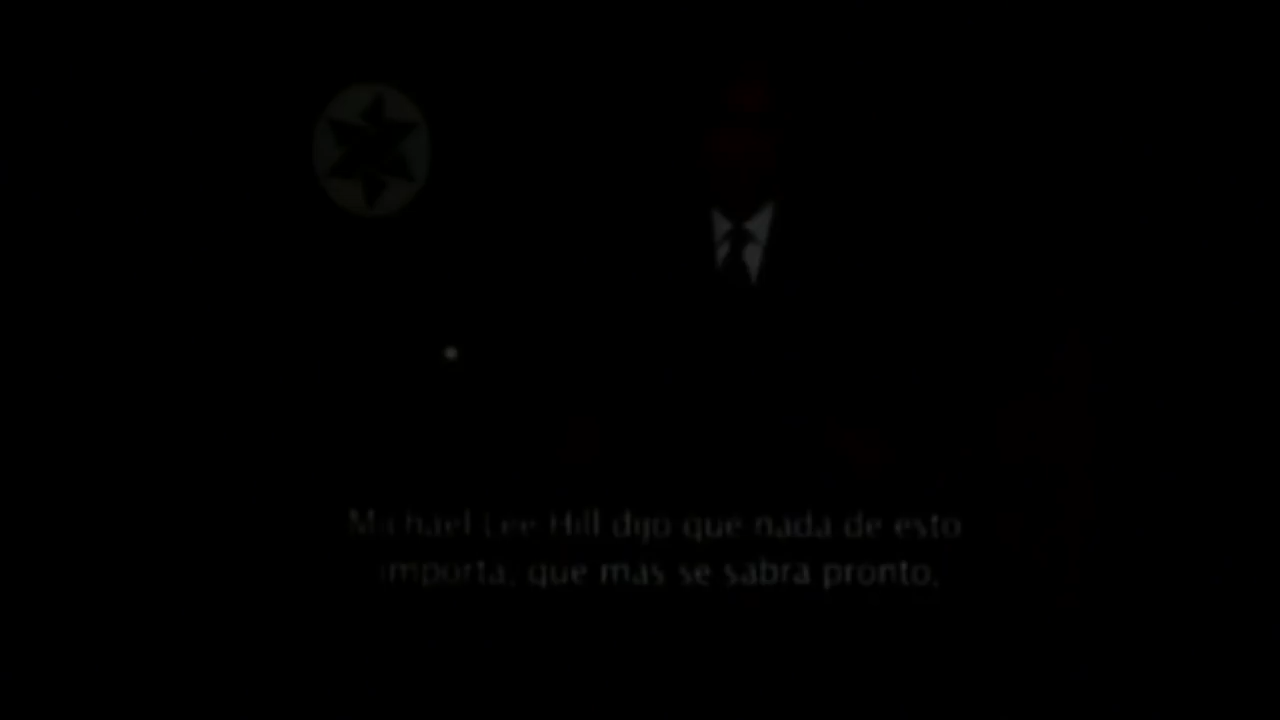 Michael Lee Hill dijo que nada de esto
importa, que mas se sabra pronto,